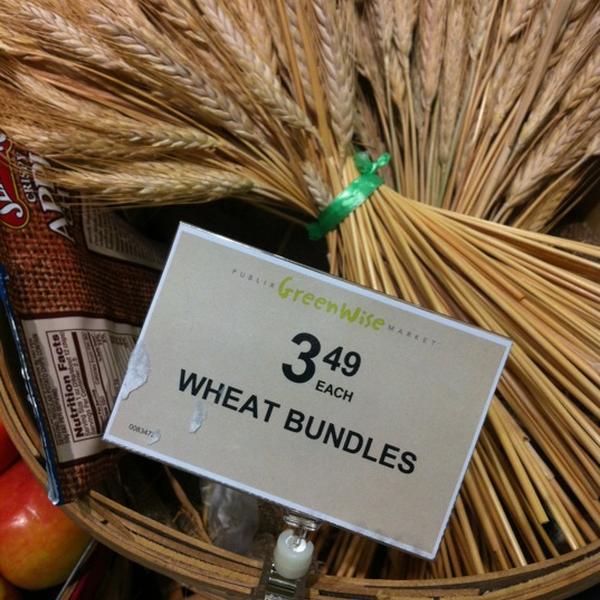 PUBLIX GreenWise MARKET
3 49
EACH
WHEAT BUNDLES
Nutrition Facts